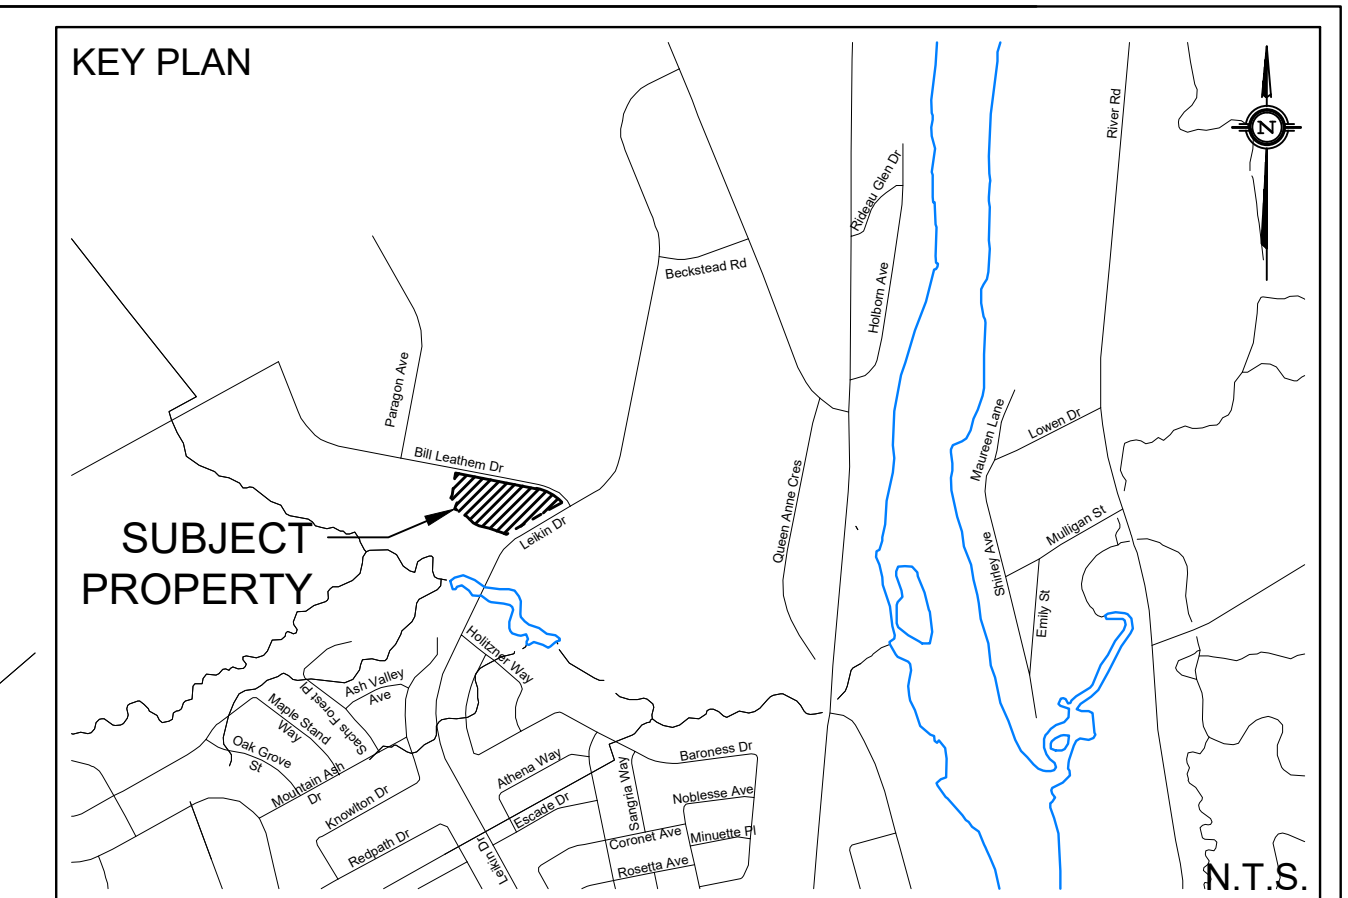 KEY PLAN
River Rd
N
Rideau Glen Dr
Beckstead Rd
Holborn Ave
Paragon Ave
Maureen Lane
Lowen Dr
Bill Leathem Dr
Queen Anne Cres
SUBJECT
PROPERTY
Leikin Dr
Mulligan St
Shirley Ave
Emily St
Holitzner Way
Ash Valley
Ave
Sachs Forest Pl
Maple Stand
Way
Oak Grove
St
Mountain Ash
Dr
Baroness Dr
Athena Way
Sangria Way
Knowlton Dr
Escade Dr
Noblesse Ave
Redpath Dr
Leikin Dr
Coronet Ave
Minuette Pl
Rosetta Ave
N.T.S.